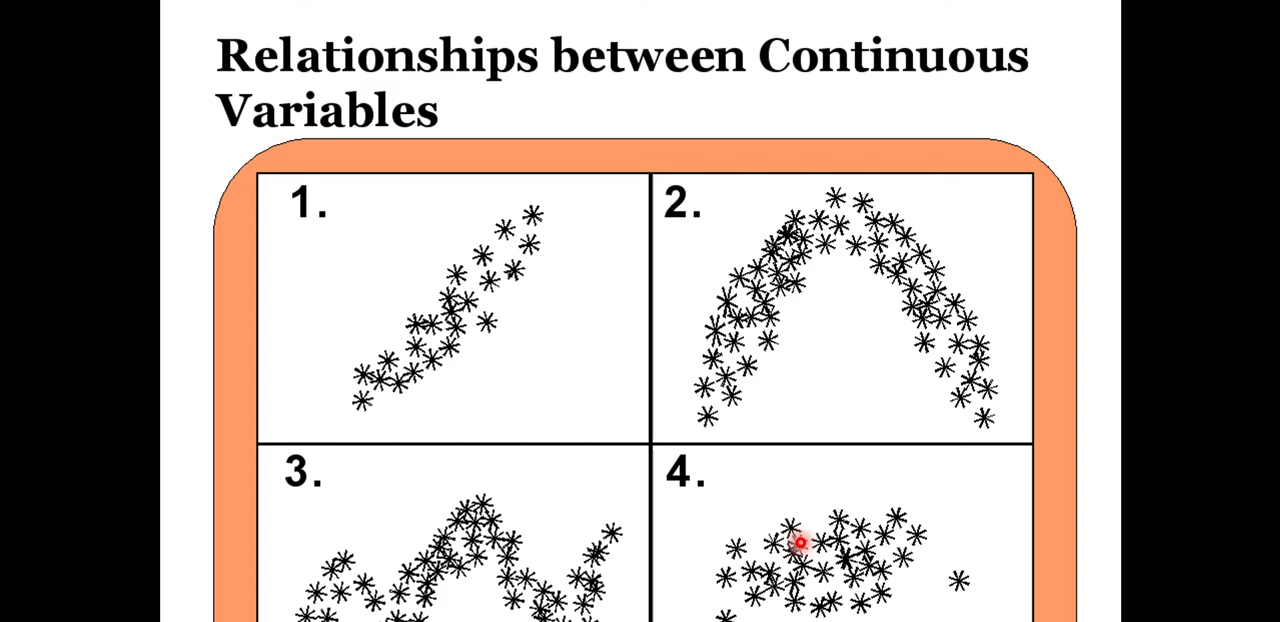 Relationships between Continuous
Variables
1.
2.
3.
4.